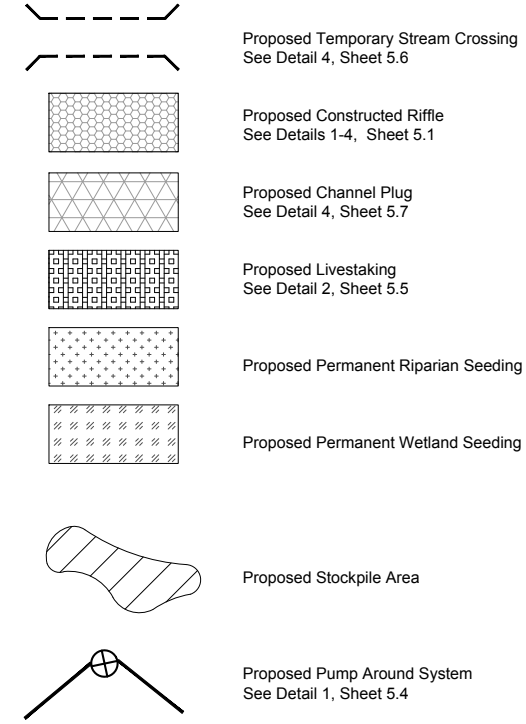 Proposed Temporary Stream Crossing
See Detail 4, Sheet 5.6
Proposed Constructed Riffle
See Details 1-4, Sheet 5.1
Proposed Channel Plug
See Detail 4, Sheet 5.7
Proposed Livestaking
See Detail 2, Sheet 5.5
Proposed Permanent Riparian Seeding
Proposed Permanent Wetland Seeding
Proposed Stockpile Area
Proposed Pump Around System
See Detail 1, Sheet 5.4